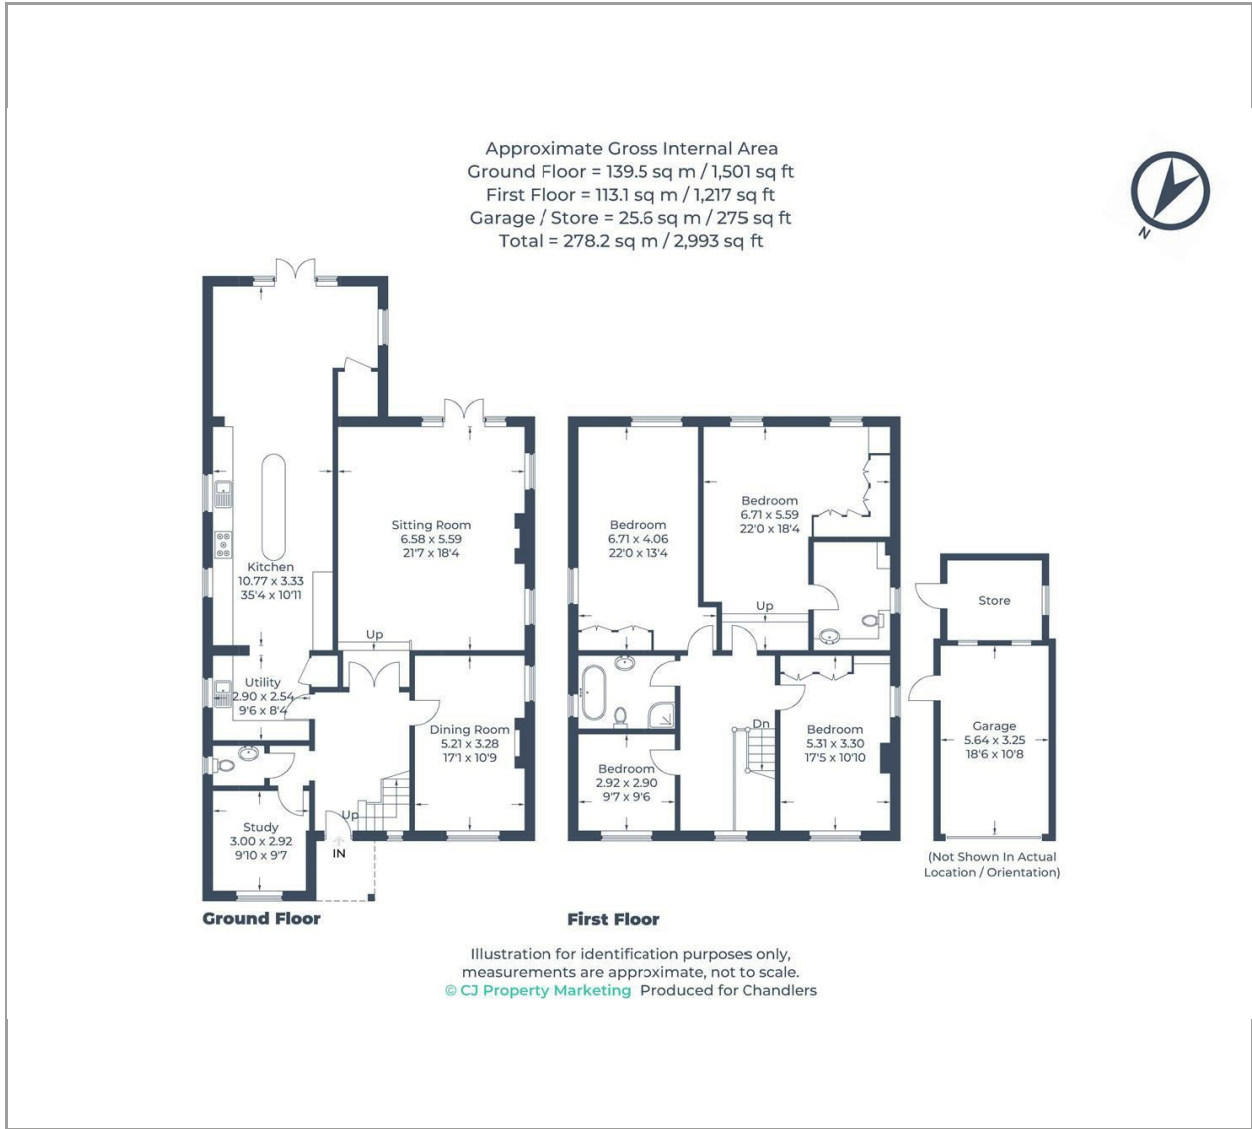 Approximate Gross Internal Area
Ground Floor = 139.5 sq m / 1,501 sq ft
First Floor = 113.1 sq m / 1,217 sq ft
Garage / Store = 25.6 sq m / 275 sq ft
Total = 278.2 sq m / 2,993 sq ft
N
Kitchen
10.77 x 3.33
35'4 x 10'11
Sitting Room
6.58 x 5.59
21'7 x 18'4
Up
Utility
2.90 x 2.54
9'6 x 8'4
Dining Room
5.21 x 3.28
17'1 x 10'9
Study
3.00 x 2.92
9'10 x 9'7
Up
IN
Ground Floor
Bedroom
6.71 x 4.06
22'0 x 13'4
Bedroom
6.71 x 5.59
22'0 x 18'4
Up
Bedroom
2.92 x 2.90
9'7 x 9'6
Dn
Bedroom
5.31 x 3.30
17'5 x 10'10
First Floor
Store
Garage
5.64 x 3.25
18'6 x 10'8
(Not Shown In Actual
Location / Orientation)
Illustration for identification purposes only,
measurements are approximate, not to scale.
© CJ Property Marketing Produced for Chandlers